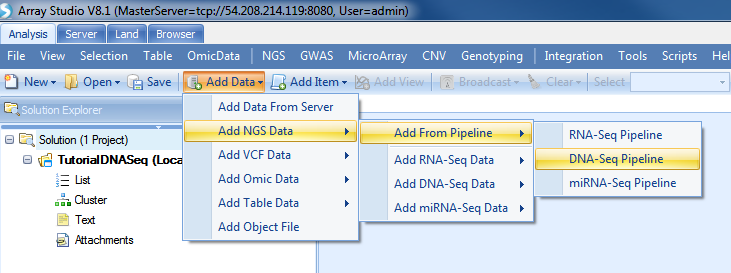 Array Studio V8.1 (MasterServer=tcp://54.208.214.119:8080, User=admin)
Analysis Server Land Browser
File View Selection Table OmicData NGS GWAS MicroArray CNV Genotyping Integration Tools Scripts Help
New Open Save Add Data Add Item Add View Broadcast Clear Select
Solution Explorer
Add Data From Server
Add NGS Data
Add VCF Data
Add Omic Data
Add Table Data
Add Object File
Add From Pipeline
Add RNA-Seq Data
Add DNA-Seq Data
Add miRNA-Seq Data
RNA-Seq Pipeline
DNA-Seq Pipeline
miRNA-Seq Pipeline
Solution (1 Project)
TutorialDNASeq (Loca
List
Cluster
Text
Attachments